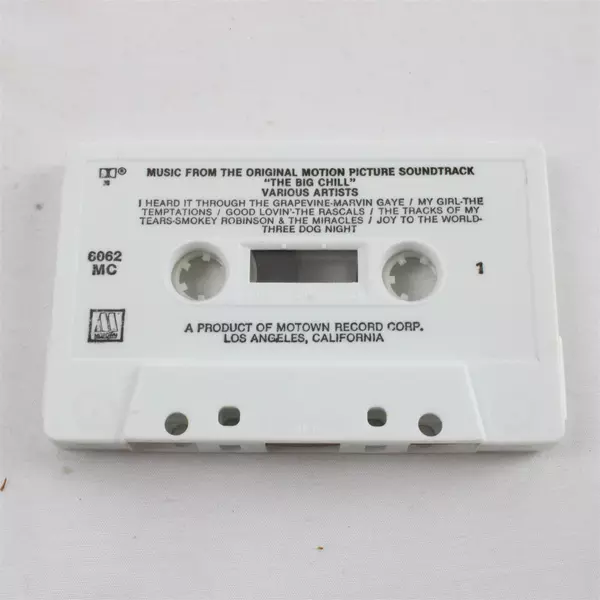 MUSIC FROM THE ORIGINAL MOTION PICTURE SOUNDTRACK
"THE BIG CHILL"
VARIOUS ARTISTS
I HEARD IT THROUGH THE GRAPEVINE-MARVIN GAYE / MY GIRL-THE
TEMPTATIONS / GOOD LOVIN'-THE RASCALS / THE TRACKS OF MY
TEARS-SMOKEY ROBINSON & THE MIRACLES / JOY TO THE WORLD-
THREE DOG NIGHT
6062
MC
1
A PRODUCT OF MOTOWN RECORD CORP.
LOS ANGELES, CALIFORNIA